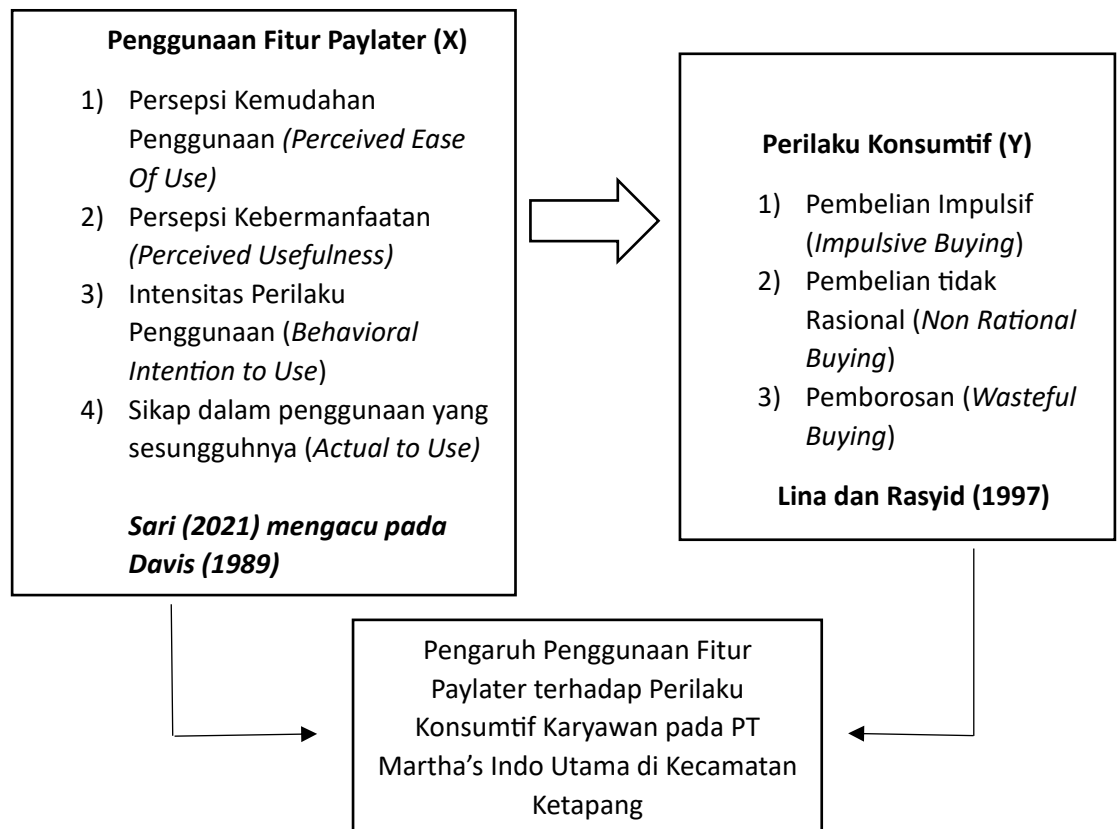 Penggunaan Fitur Paylater (X)
1) Persepsi Kemudahan
Penggunaan (Perceived Ease
Of Use)
2) Persepsi Kebermanfaatan
(Perceived Usefulness)
3) Intensitas Perilaku
Penggunaan (Behavioral
Intention to Use)
4) Sikap dalam penggunaan yang
sesungguhnya (Actual to Use)
Sari (2021) mengacu pada
Davis (1989)
Perilaku Konsumtif (Y)
1) Pembelian Impulsif
(Impulsive Buying)
2) Pembelian tidak
Rasional (Non Rational
Buying)
3) Pemborosan (Wasteful
Buying)
Lina dan Rasyid (1997)
Pengaruh Penggunaan Fitur
Paylater terhadap Perilaku
Konsumtif Karyawan pada PT
Martha’s Indo Utama di Kecamatan
Ketapang